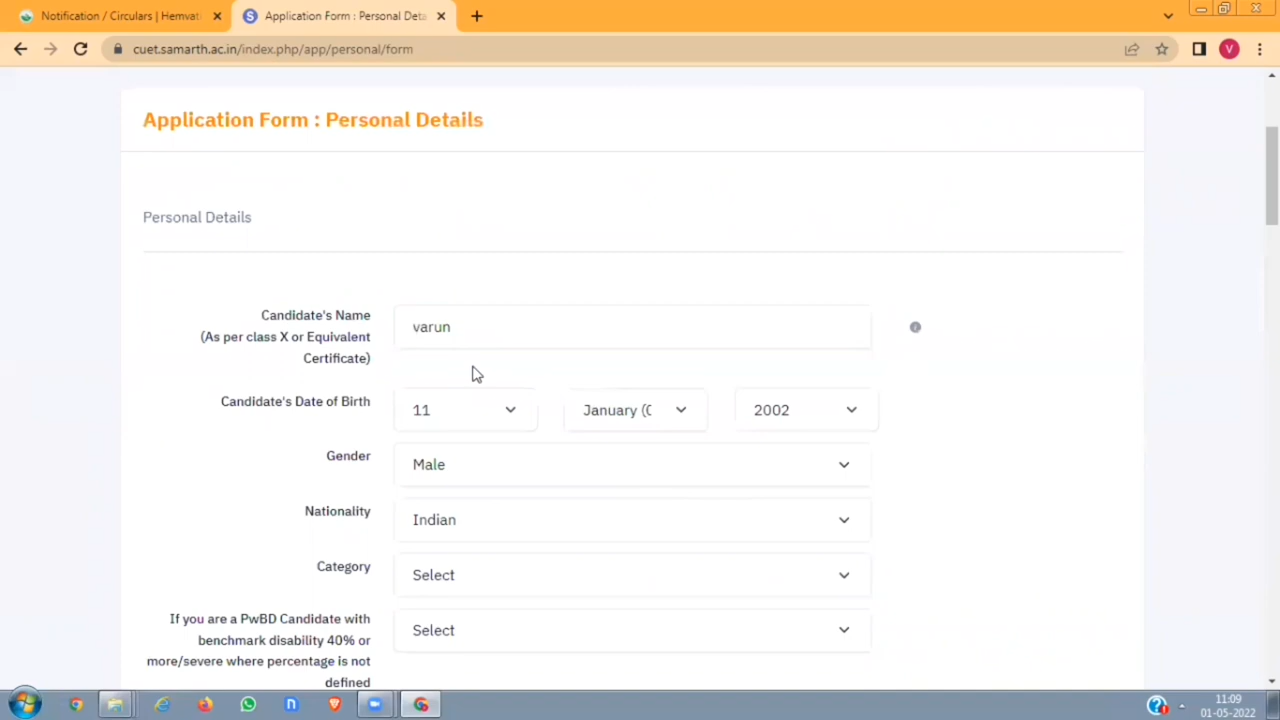 Notification / Circulars | Hemvati
Application Form : Personal Deta
cuet.samarth.ac.in/index.php/app/personal/form
V
Application Form : Personal Details
Personal Details
Candidate's Name
(As per class X or Equivalent
Certificate)
varun
Candidate's Date of Birth
11
January (0
2002
Gender
Male
Nationality
Indian
Category
Select
If you are a PwBD Candidate with
benchmark disability 40% or
more/severe where percentage is not
defined
Select
11:09
01-05-2022